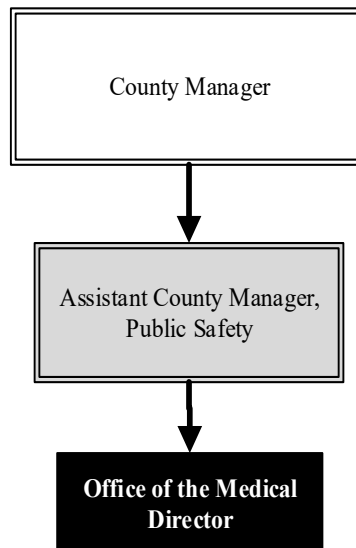 County Manager
Assistant County Manager,
Public Safety
Office of the Medical
Director